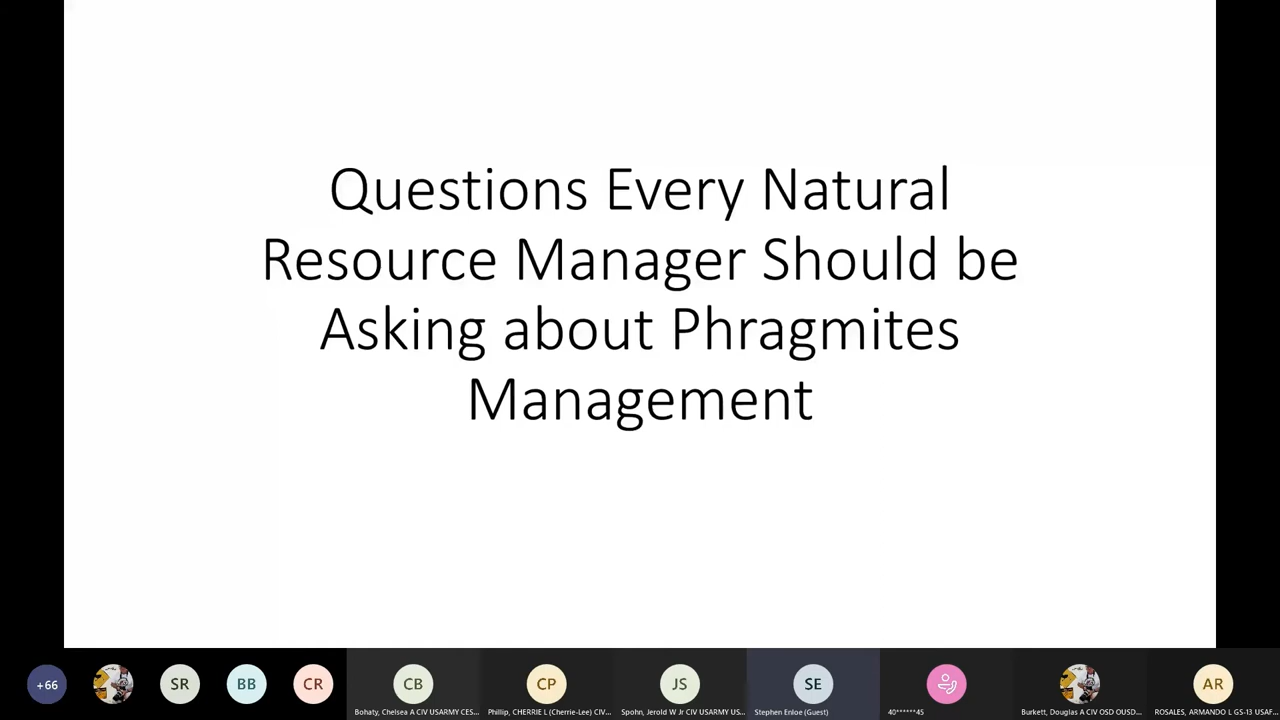 Questions Every Natural
Resource Manager Should be
Asking about Phragmites
Management
+66
SR
BB
CR
CB
CP
JS
SE
AR
Bohaty, Chelsea A CIV USARMY CES...
Phillip, CHERRIE L (Cherrie-Lee) CIV...
Spohn, Jerold W Jr CIV USARMY US...
Stephen Enloe (Guest)
40******45
Burkett, Douglas A CIV OSD OUSD...
ROSALES, ARMANDO L GS-13 USAF...